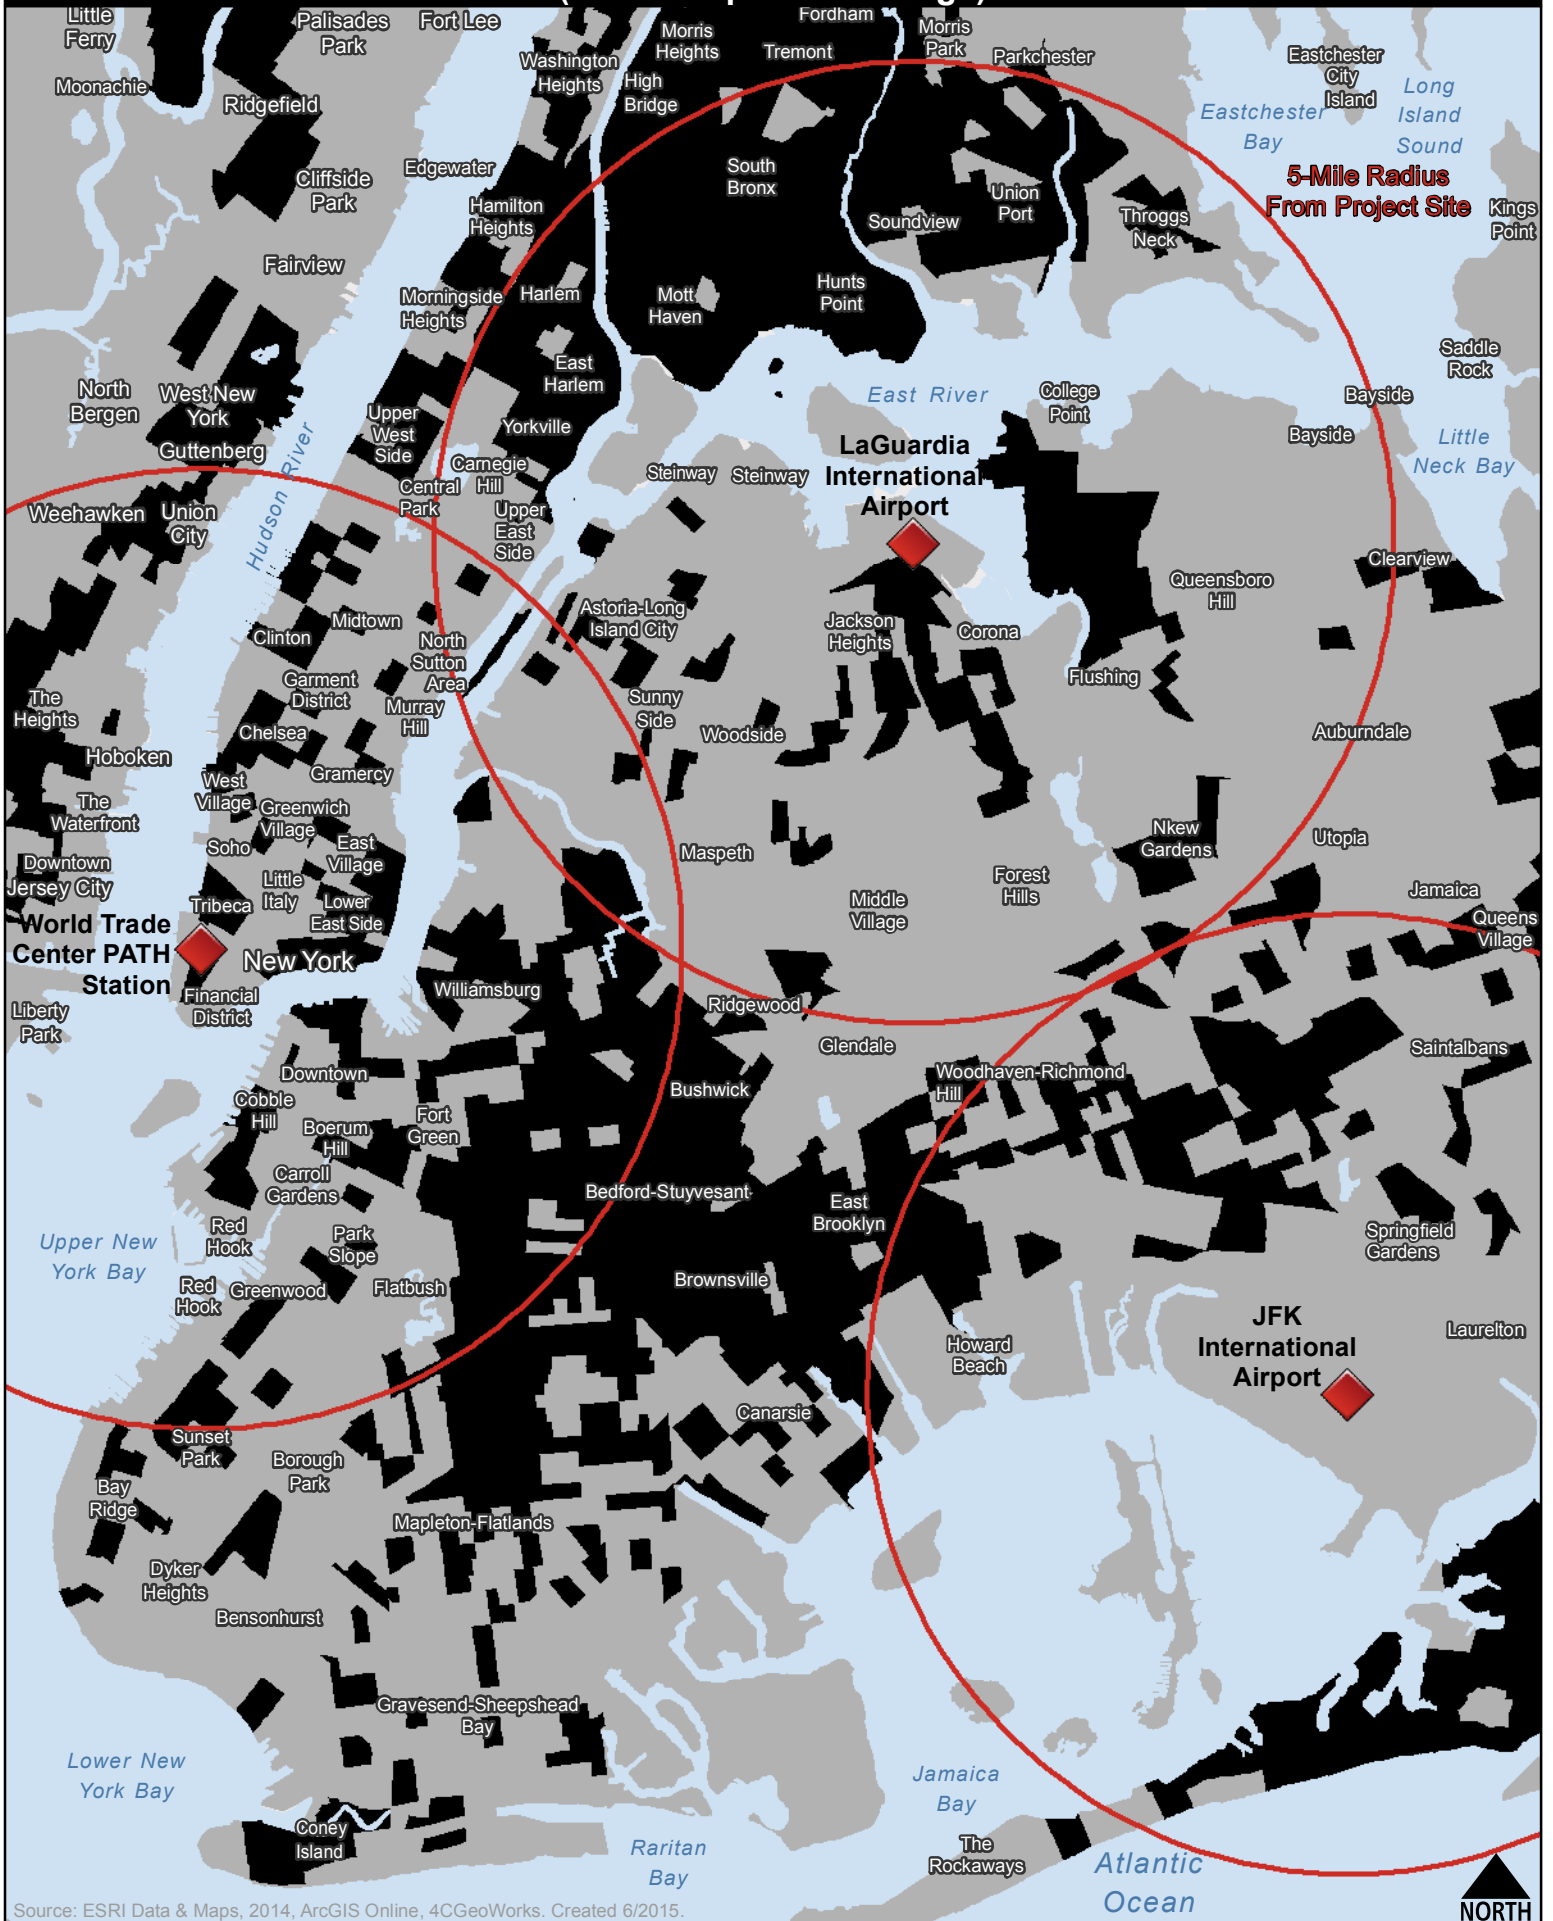 Little
Ferry
Palisades
Park
Fort Lee
Fordham
Morris
Heights
Tremont
Morris
Park
Parkchester
Eastchester
City
Island
Long
Island
Sound
Washington
Heights
High
Bridge
Moonachie
Ridgefield
Eastchester
Bay
Edgewater
Cliffside
Park
South
Bronx
5-Mile Radius
From Project Site
Union
Port
Hamilton
Heights
Soundview
Throggs
Neck
Kings
Point
Fairview
Morningside
Heights
Harlem
Mott
Haven
Hunts
Point
East
Harlem
Saddle
Rock
North
Bergen
West New
York
Upper
West
Side
Yorkville
East River
College
Point
Bayside
Bayside
Little
Neck Bay
Guttenberg
Hudson River
Carnegie
Hill
Central
Park
Steinway
Steinway
LaGuardia
International
Airport
Weehawken
Union
City
Upper
East
Side
Clearview
Queensboro
Hill
Astoria-Long
Island City
Midtown
Clinton
North
Sutton
Area
Jackson
Heights
Corona
Flushing
Garment
District
The
Heights
Murray
Hill
Sunny
Side
Woodside
Auburndale
Chelsea
Hoboken
Gramercy
West
Village
The
Waterfront
Greenwich
Village
Soho
East
Village
Maspeth
Nkew
Gardens
Utopia
Downtown
Jersey City
Little
Italy
Tribeca
Lower
East Side
Middle
Village
Forest
Hills
Jamaica
Queens
Village
World Trade
Center PATH
Station
New York
Financial
District
Williamsburg
Ridgewood
Liberty
Park
Glendale
Saintalbans
Downtown
Bushwick
Woodhaven-Richmond
Hill
Cobble
Hill
Boerum
Hill
Fort
Green
Carroll
Gardens
Bedford-Stuyvesant
East
Brooklyn
Red
Hook
Park
Slope
Springfield
Gardens
Upper New
York Bay
Red
Hook
Greenwood
Flatbush
Brownsville
JFK
International
Airport
Howard
Beach
Laurelton
Canarsie
Sunset
Park
Borough
Park
Bay
Ridge
Mapleton-Flatlands
Dyker
Heights
Bensonhurst
Gravesend-Sheepshead
Bay
Lower New
York Bay
Jamaica
Bay
Coney
Island
Raritan
Bay
The
Rockaways
Atlantic
Ocean
NORTH
Source: ESRI Data & Maps, 2014, ArcGIS Online, 4CGeoWorks. Created 6/2015.